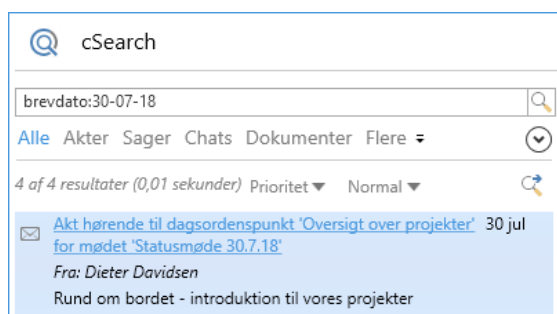 cSearch
brevdato:30-07-18
Alle Akter Sager Chats Dokumenter Flere
4 af 4 resultater (0,01 sekunder) Prioritet Normal
Akt hørende til dagsordenspunkt 'Oversigt over projekter' 30 jul
for mødet 'Statusmøde 30.7.18'
Fra: Dieter Davidsen
Rund om bordet - introduktion til vores projekter